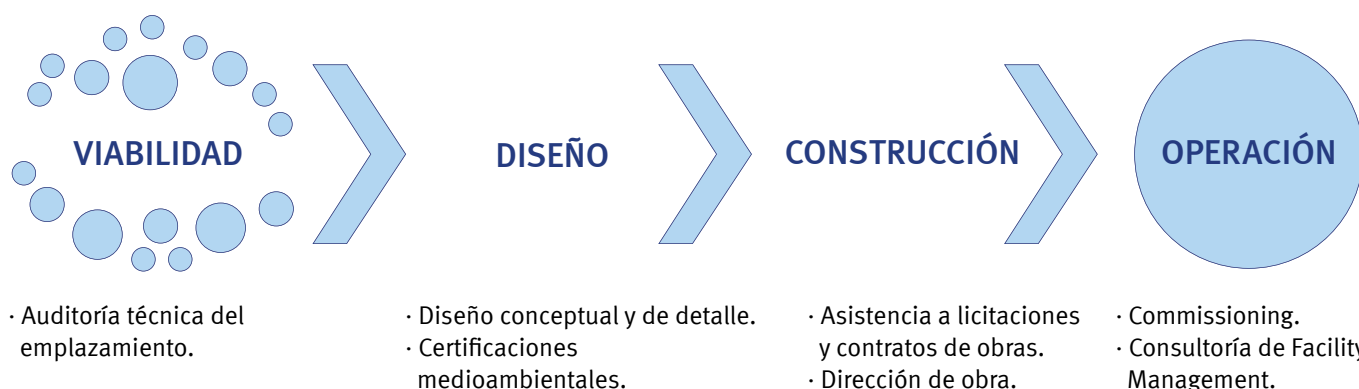 VIABILIDAD
DISEÑO
CONSTRUCCIÓN
OPERACIÓN
· Auditoría técnica del
emplazamiento.
· Diseño conceptual y de detalle.
· Certificaciones
medioambientales.
· Asistencia a licitaciones
y contratos de obras.
· Dirección de obra.
· Commissioning.
· Consultoría de Facility
Management.